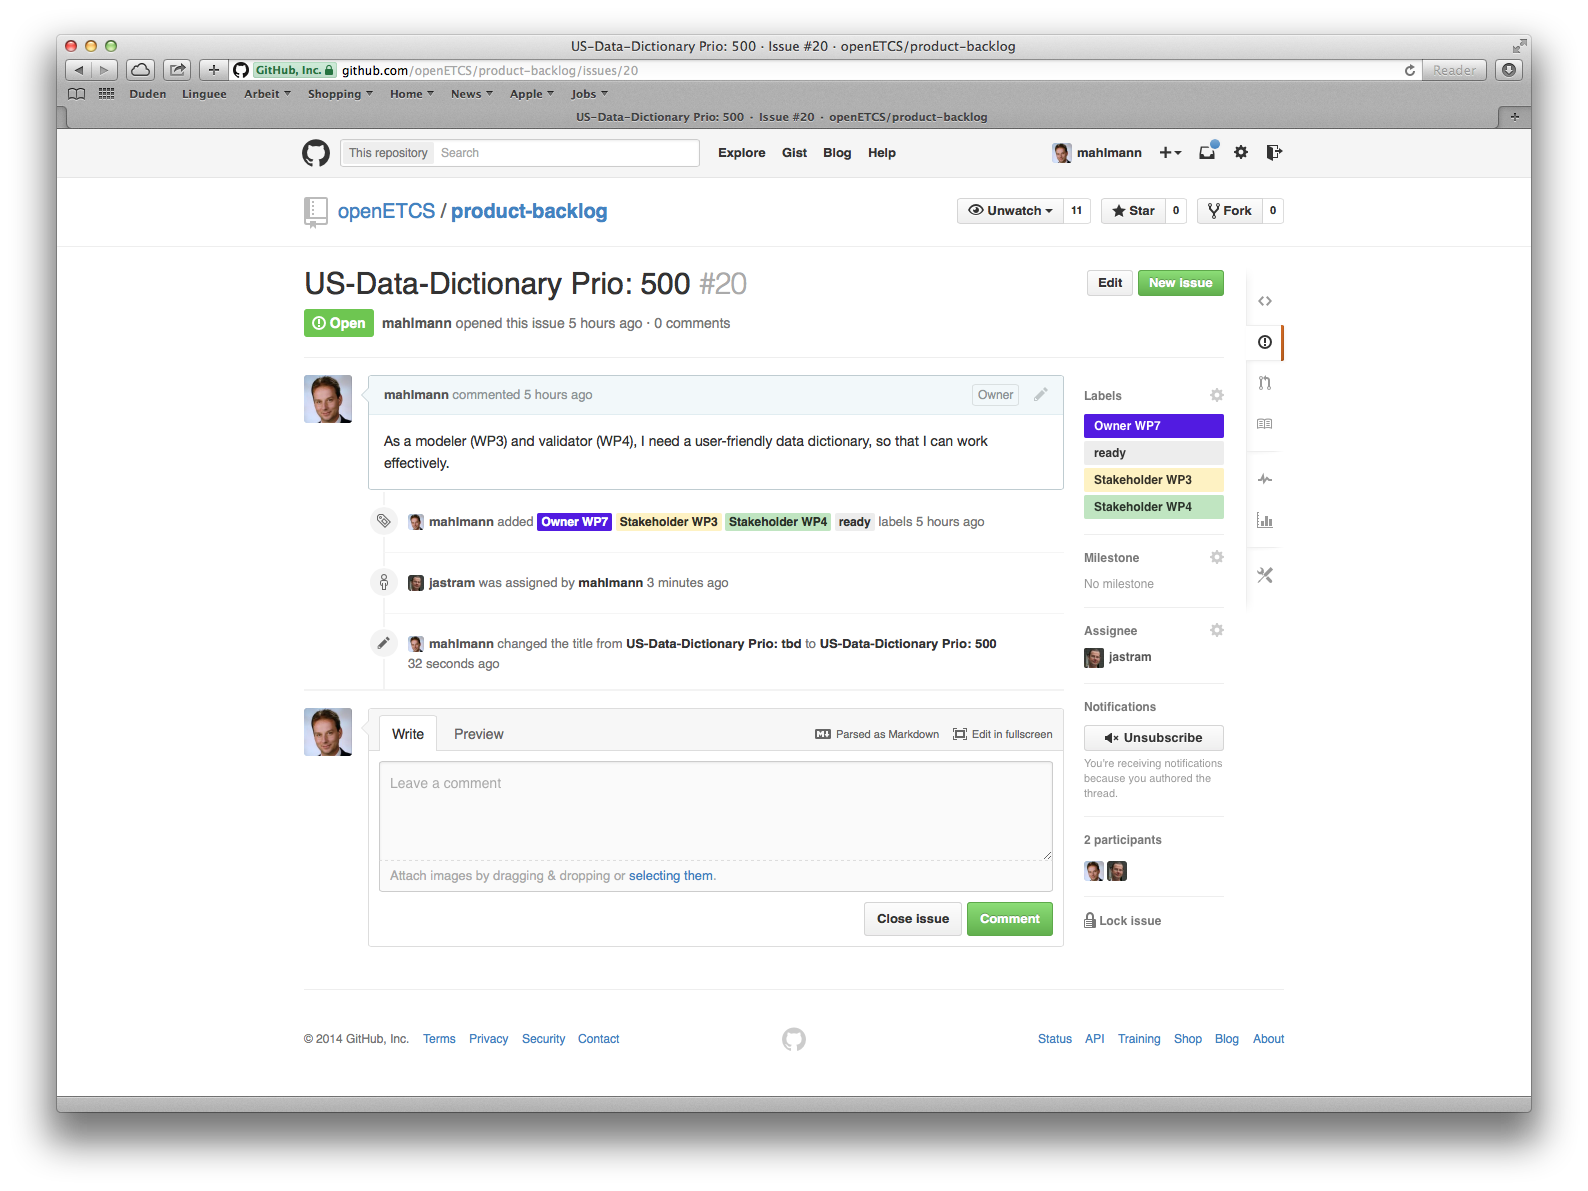 US-Data-Dictionary Prio: 500 · Issue #20 · openETCS/product-backlog
GitHub, Inc. github.com/openETCS/product-backlog/issues/20
Reader
Duden Linguee Arbeit Shopping Home News Apple Jobs
US-Data-Dictionary Prio: 500 · Issue #20 · openETCS/product-backlog
This repository Search Explore Gist Blog Help mahlmann
openETCS / product-backlog Unwatch 11 Star 0 Fork 0
US-Data-Dictionary Prio: 500 #20 Edit New Issue
Open mahlmann opened this issue 5 hours ago · 0 comments
mahlmann commented 5 hours ago Owner
As a modeler (WP3) and validator (WP4), I need a user-friendly data dictionary, so that I can work
effectively.
mahlmann added Owner WP7 Stakeholder WP3 Stakeholder WP4 ready labels 5 hours ago
jastram was assigned by mahlmann 3 minutes ago
mahlmann changed the title from US-Data-Dictionary Prio: tbd to US-Data-Dictionary Prio: 500
32 seconds ago
Write Preview Parsed as Markdown Edit in fullscreen
Leave a comment
Attach images by dragging & dropping or selecting them.
Close issue Comment
Labels
Owner WP7
ready
Stakeholder WP3
Stakeholder WP4
Milestone
No milestone
Assignee
jastram
Notifications
Unsubscribe
You're receiving notifications
because you authored the
thread.
2 participants
Lock issue
© 2014 GitHub, Inc. Terms Privacy Security Contact
Status API Training Shop Blog About